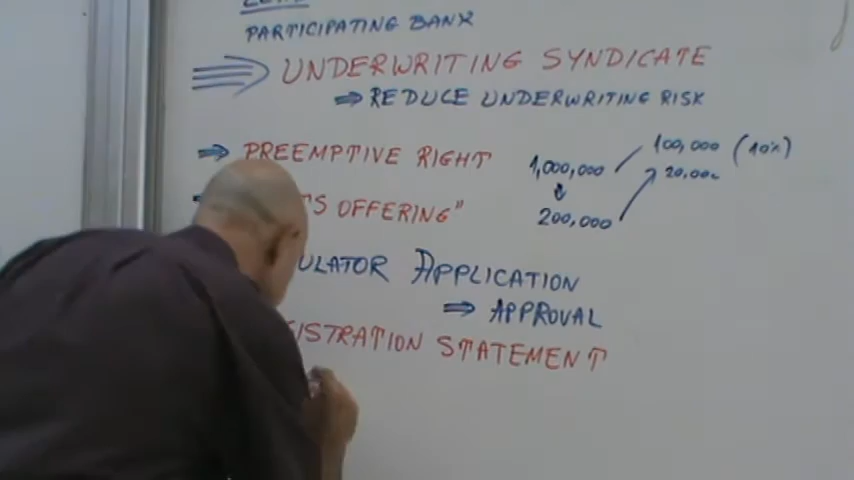 PARTICIPATING BANK
UNDERWRITING SYNDICATE
REDUCE UNDERWRITING RISK
PREEMPTIVE RIGHT 1,000,000 100,000 (10%)
20,000
TS OFFERING" 200,000
ULATOR APPLICATION
APPROVAL
ISTRATION STATEMENT